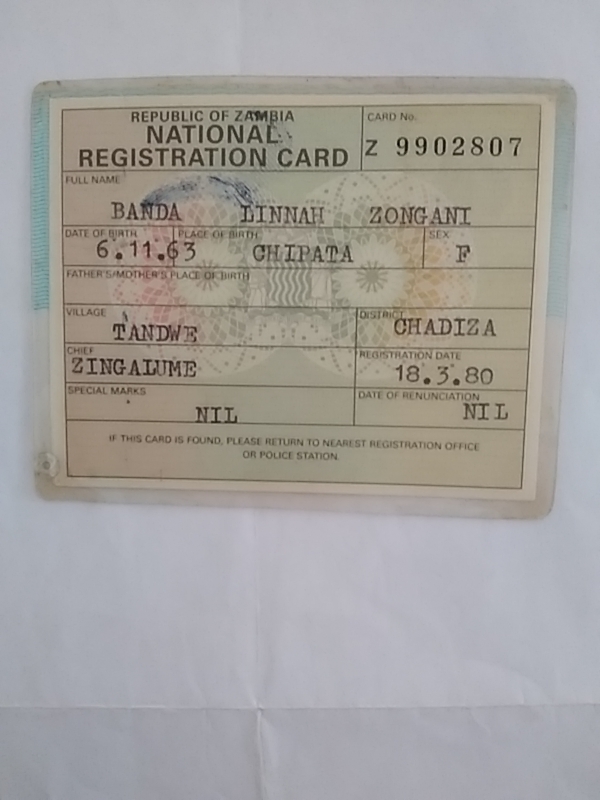 REPUBLIC OF ZAMBIA
NATIONAL
REGISTRATION CARD
CARD No.
Z 9902807
FULL NAME
BANDA LINNAH ZONGANI
DATE OF BIRTH PLACE OF BIRTH SEX
6.11.63 CHIPATA F
FATHER'S/MOTHER'S PLACE OF BIRTH
VILLAGE DISTRICT
TANDWE CHADIZA
CHIEF REGISTRATION DATE
ZINGALUME 18.3.80
SPECIAL MARKS DATE OF RENUNCIATION
NIL NIL
IF THIS CARD IS FOUND, PLEASE RETURN TO NEAREST REGISTRATION OFFICE
OR POLICE STATION.